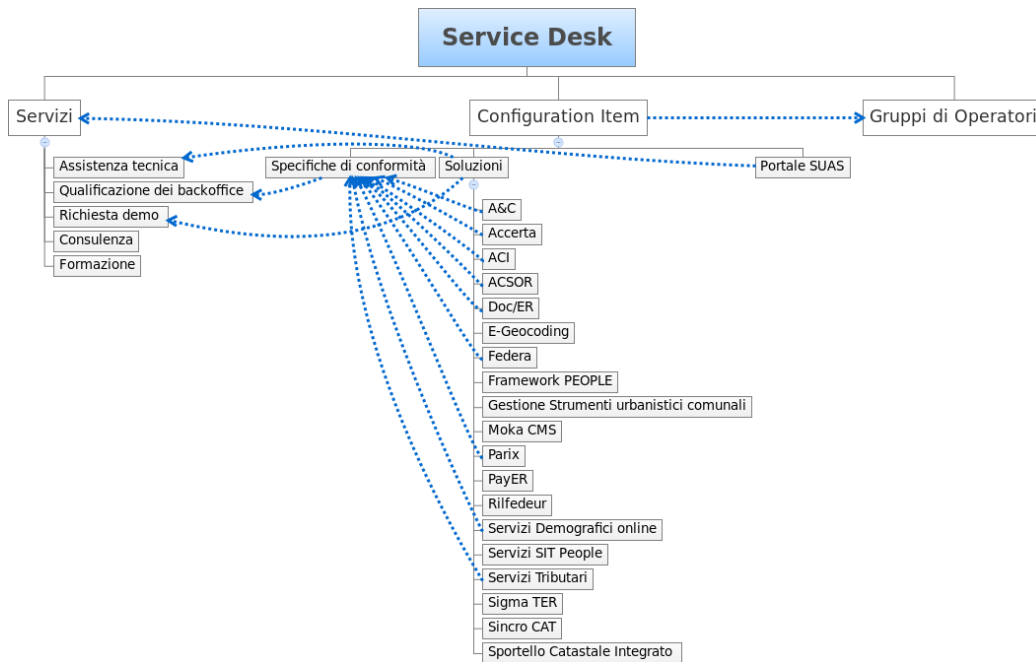 Service Desk
Servizi
Configuration Item
Gruppi di Operatori
Assistenza tecnica
Qualificazione dei backoffice
Richiesta demo
Consulenza
Formazione
Specifiche di conformità
Soluzioni
Portale SUAS
A&C
Accerta
ACI
ACSOR
Doc/ER
E-Geocoding
Federa
Framework PEOPLE
Gestione Strumenti urbanistici comunali
Moka CMS
Parix
PayER
Rilfedeur
Servizi Demografici online
Servizi SIT People
Servizi Tributari
Sigma TER
Sincro CAT
Sportello Catastale Integrato